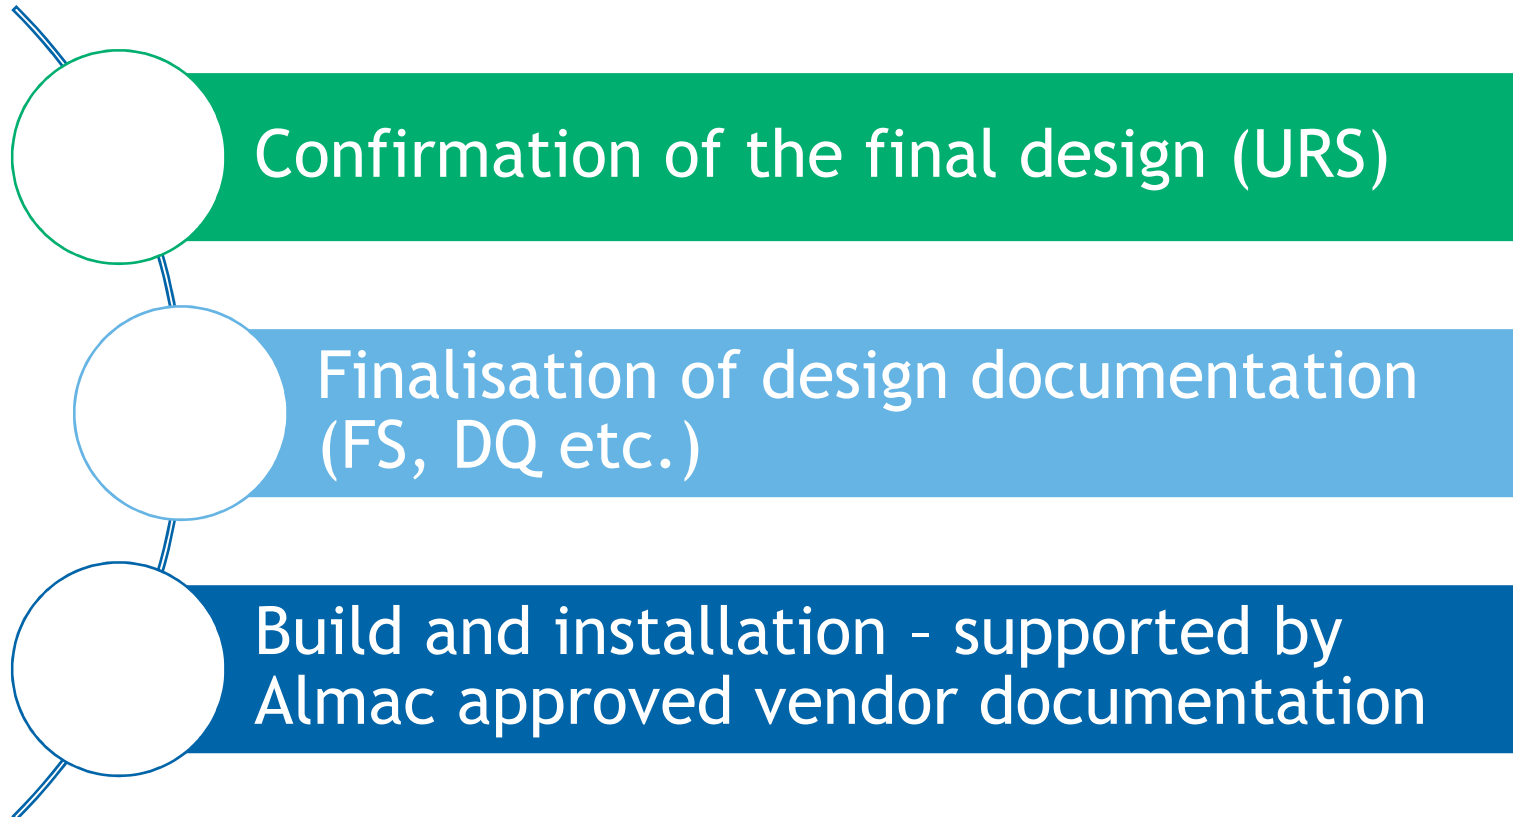 Confirmation of the final design (URS)
Finalisation of design documentation
(FS, DQ etc.)
Build and installation – supported by
Almac approved vendor documentation